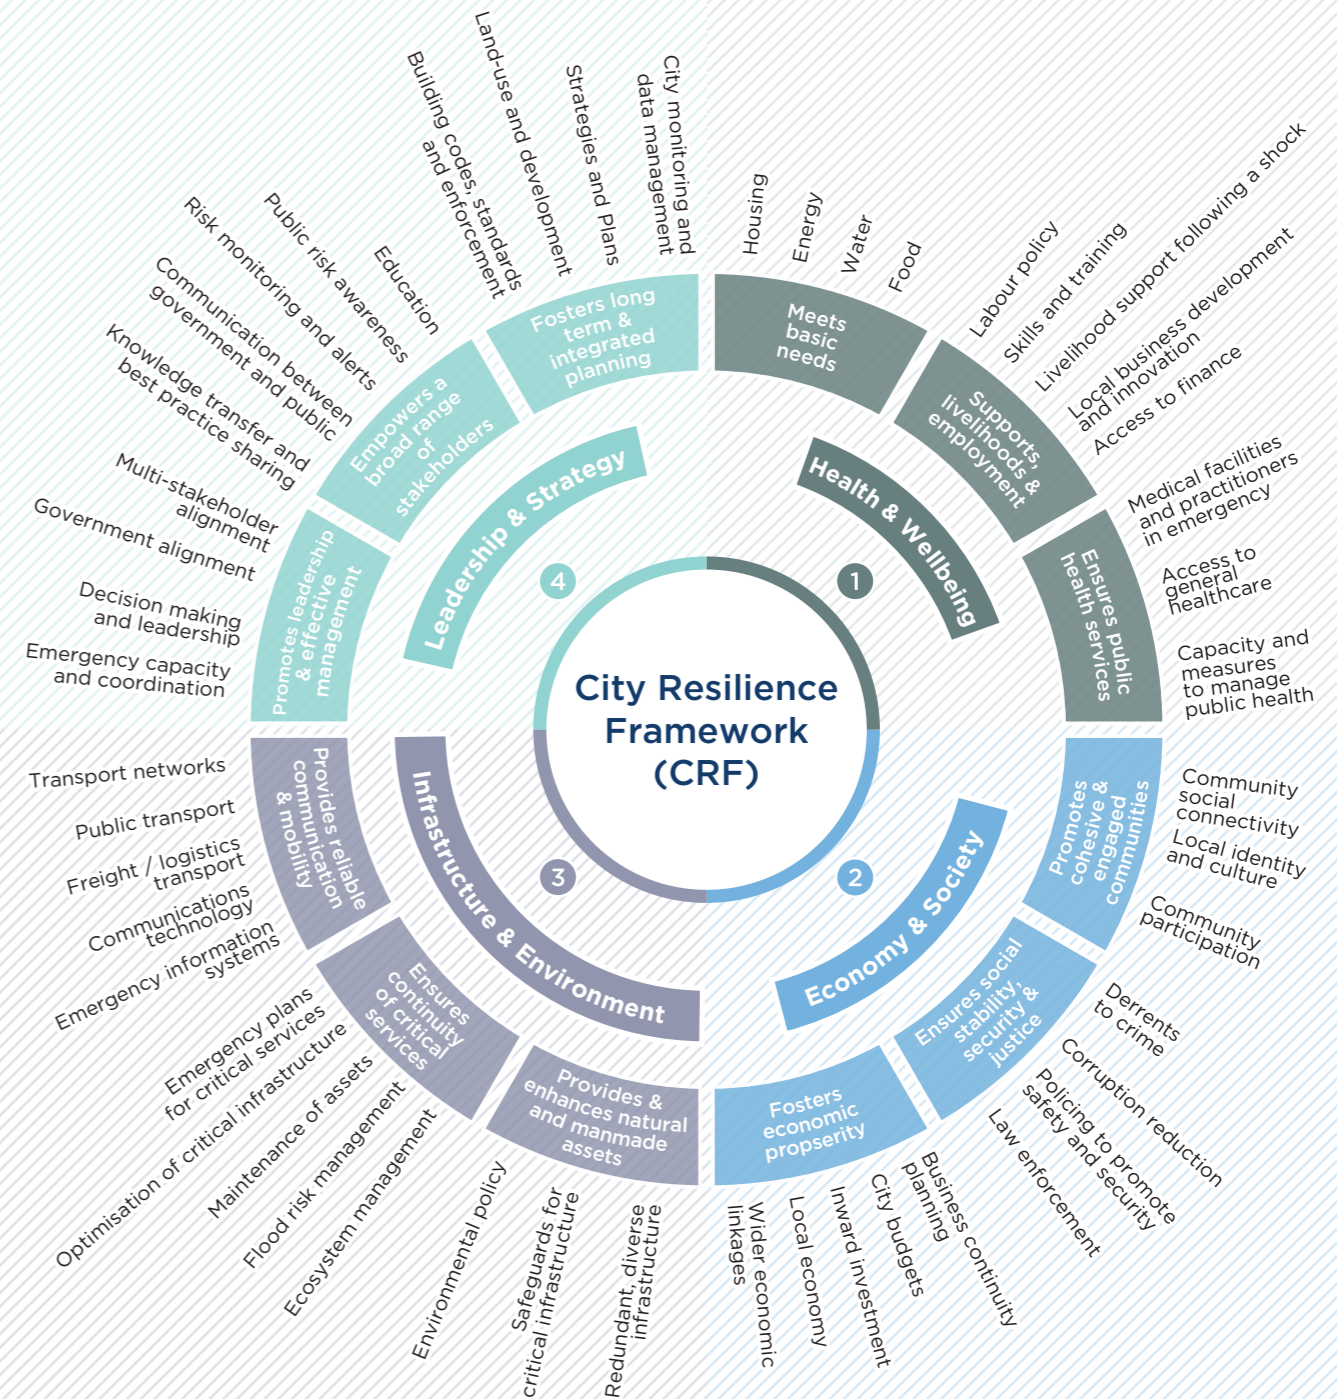 City Resilience
Framework
(CRF)
1
Health & Wellbeing
Meets
basic
needs
Housing
Energy
Water
Food
Supports,
livelihoods &
employment
Labour policy
Skills and training
Livelihood support following a shock
Local business development
and innovation
Access to finance
Ensures public
health services
Medical facilities
and practitioners
in emergency
Access to
general
healthcare
Capacity and
measures
to manage
public health
2
Economy & Society
Promotes
cohesive &
engaged
communities
Community
social
connectivity
Local identity
and culture
Community
participation
Ensures social
stability,
security &
justice
Derrents
to crime
Corruption reduction
Policing to promote
safety and security
Law enforcement
Fosters
economic
propserity
Business continuity
planning
City budgets
Inward investment
Local economy
Wider economic
linkages
3
Infrastructure & Environment
Provides &
enhances natural
and manmade
assets
Redundant, diverse
infrastructure
Safeguards for
critical infrastructure
Environmental policy
Ensures
continuity
of critical
services
Ecosystem management
Flood risk management
Maintenance of assets
Optimisation of critical infrastructure
Emergency plans
for critical services
Provides reliable
communication
& mobility
Emergency information
systems
Communications
technology
Freight / logistics
transport
Public transport
Transport networks
4
Leadership & Strategy
Promotes leadership
& effective
management
Emergency capacity
and coordination
Decision making
and leadership
Government alignment
Multi-stakeholder
alignment
Empowers a
broad range
of
stakeholders
Knowledge transfer and
best practice sharing
Communication between
government and public
Risk monitoring and alerts
Public risk awareness
Education
Fosters long
term &
integrated
planning
Building codes, standards
and enforcement
Land-use and development
Strategies and Plans
City monitoring and
data management